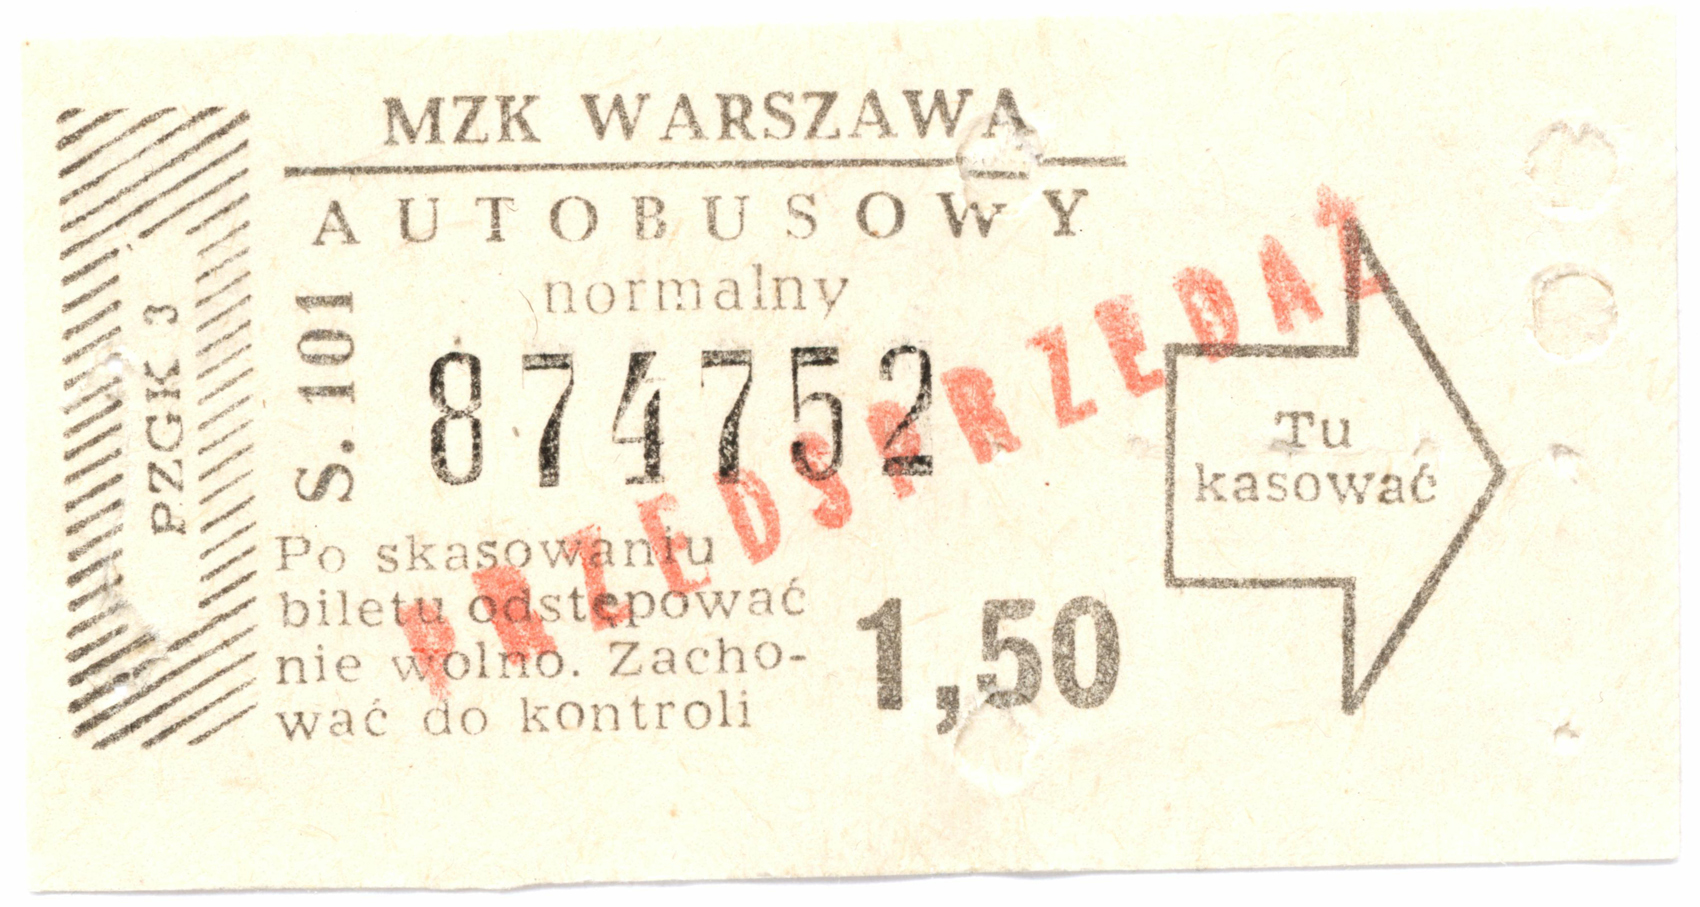 MZK WARSZAWA
AUTOBUSOWY
normalny
PZGK 3
S. 101
874752
PRZEDSPRZEDAŻ
Po skasowaniu
biletu odstępować
nie wolno. Zacho-
wać do kontroli
1,50
Tu
kasować